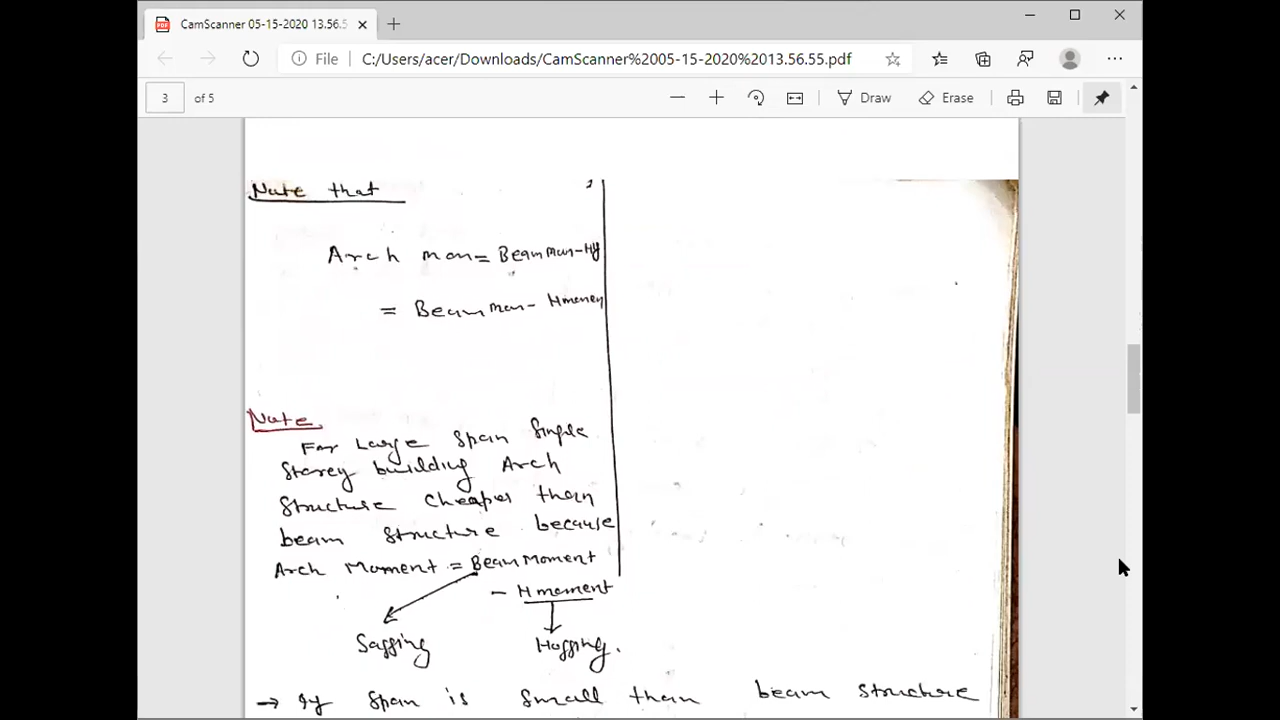 CamScanner 05-15-2020 13.56.5
File C:/Users/acer/Downloads/CamScanner%2005-15-2020%2013.56.55.pdf
3 of 5
Draw
Erase
Note that
Arch mom = Beam mom - Hy
= Beam mom - H moment
Note
For Large span Single
Storey building Arch
Structure Cheaper than
beam structure because
Arch Moment = Beam Moment
- H moment
Sagging Hogging.
→ If span is small than beam structure